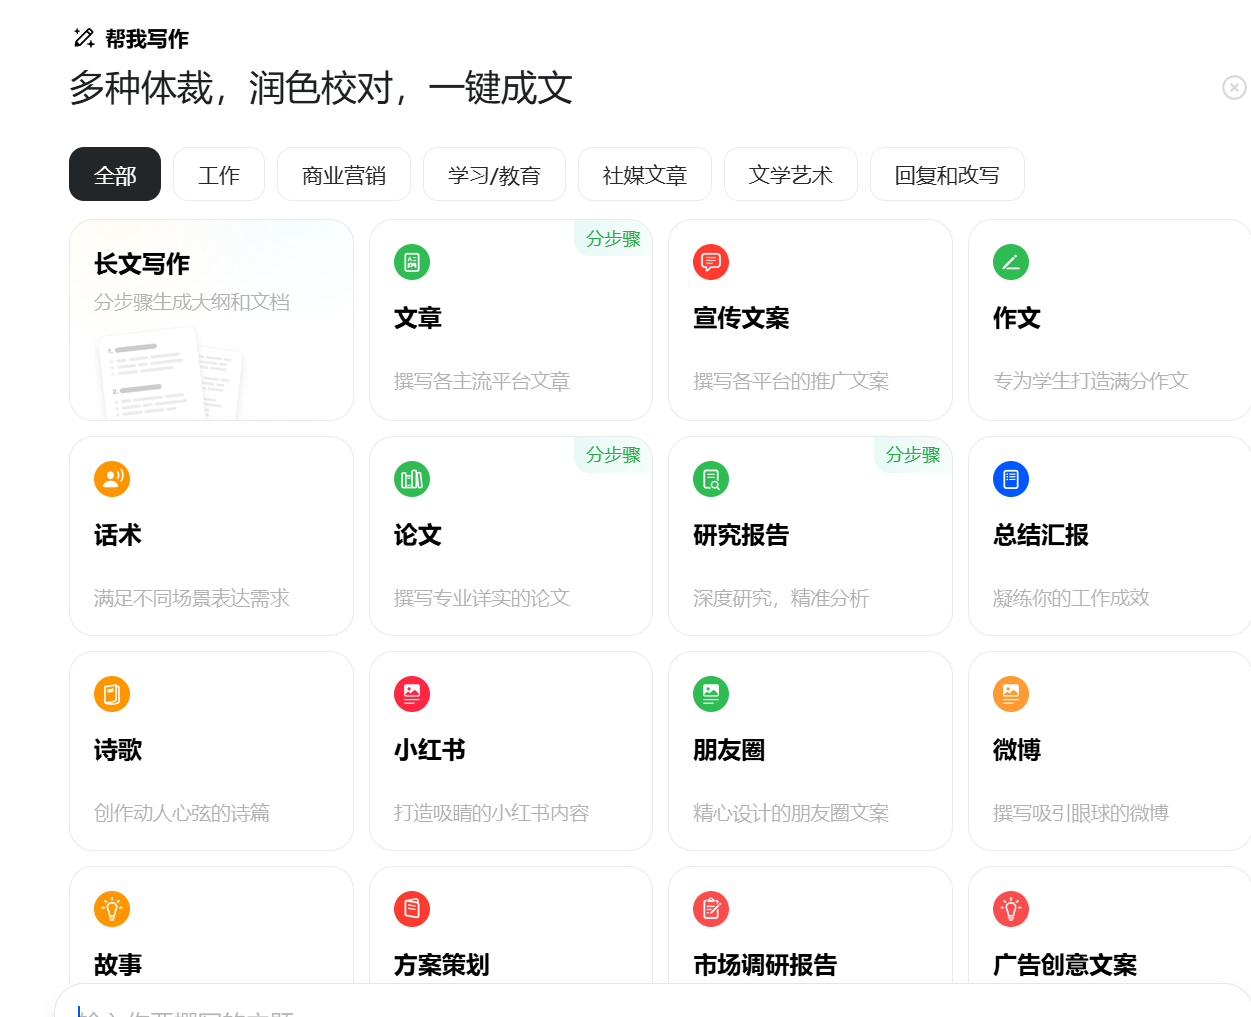 帮我写作
多种体裁，润色校对，一键成文
全部 工作 商业营销 学习/教育 社媒文章 文学艺术 回复和改写
长文写作
分步骤生成大纲和文档
分步骤
文章
撰写各主流平台文章
宣传文案
撰写各平台的推广文案
作文
专为学生打造满分作文
话术
满足不同场景表达需求
分步骤
论文
撰写专业详实的论文
分步骤
研究报告
深度研究，精准分析
总结汇报
凝练你的工作成效
诗歌
创作动人心弦的诗篇
小红书
打造吸睛的小红书内容
朋友圈
精心设计的朋友圈文案
微博
撰写吸引眼球的微博
故事
方案策划
市场调研报告
广告创意文案